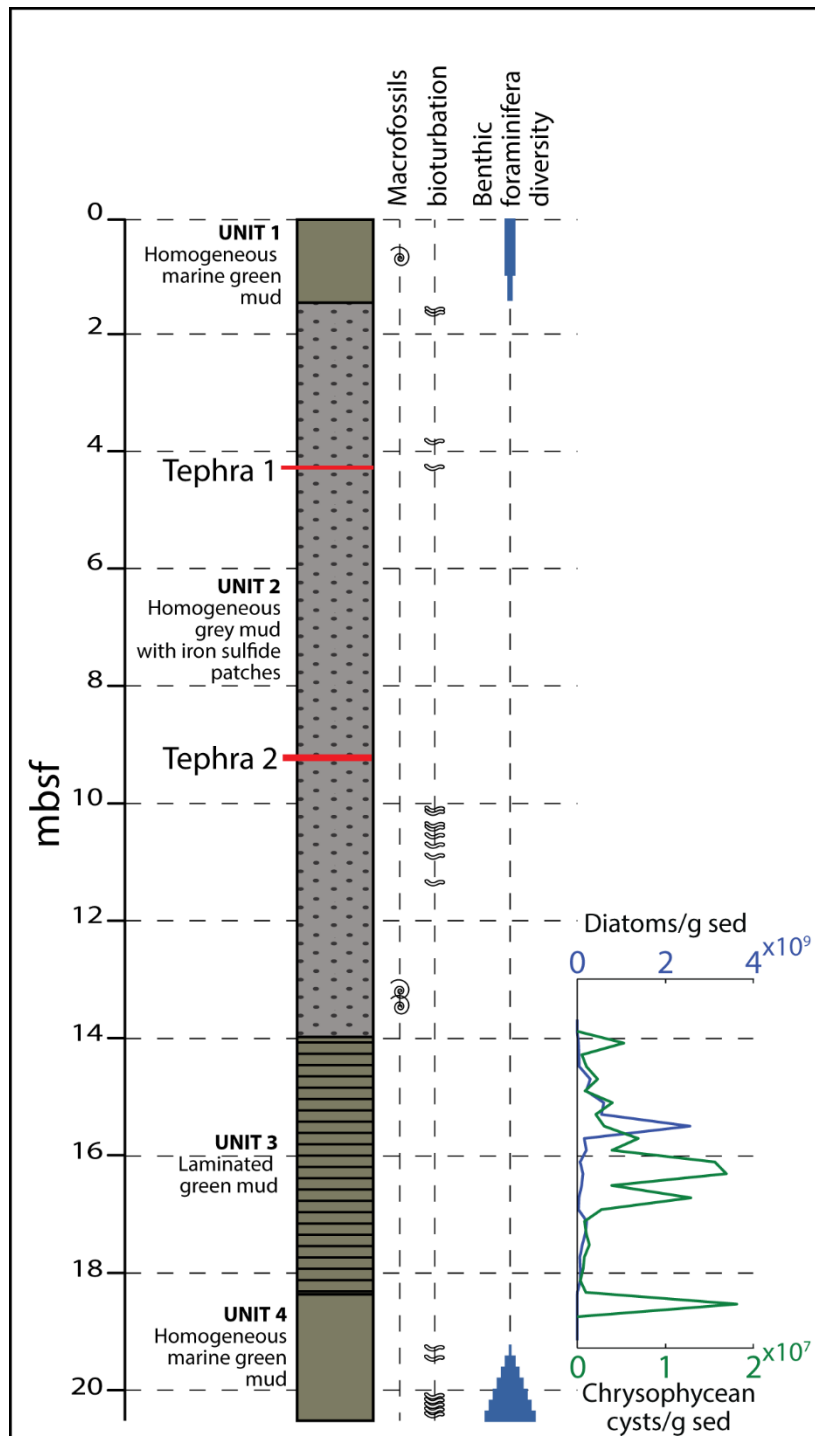 Macrofossils
bioturbation
Benthic
foraminifera
diversity
0
UNIT 1
Homogeneous
marine green
mud
2
4
Tephra 1
6
UNIT 2
Homogeneous
grey mud
with iron sulfide
patches
8
Tephra 2
mbsf
10
12
Diatoms/g sed
0 2 4 x10⁹
14
16
UNIT 3
Laminated
green mud
18
UNIT 4
Homogeneous
marine green
mud
20
0 1 2 x10⁷
Chrysophycean
cysts/g sed